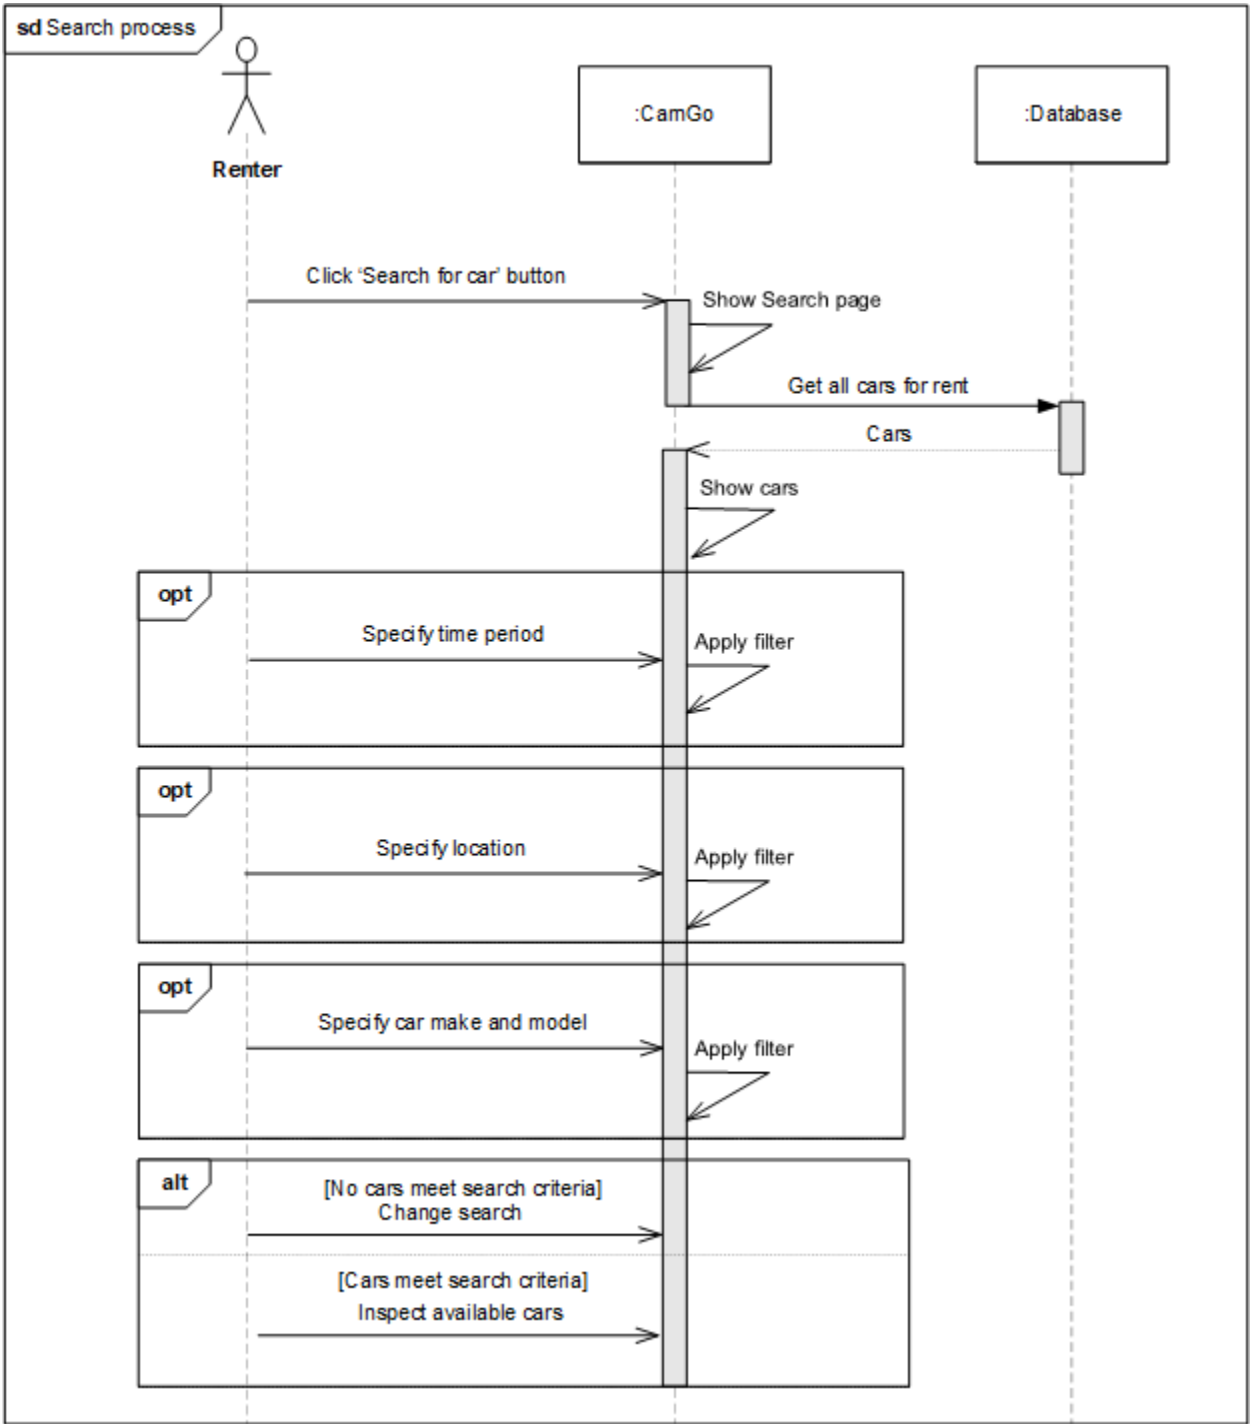 sd Search process
Renter
:CamGo
:Database
Click ‘Search for car’ button
Show Search page
Get all cars for rent
Cars
Show cars
opt
Specify time period
Apply filter
opt
Specify location
Apply filter
opt
Specify car make and model
Apply filter
alt
[No cars meet search criteria]
Change search
[Cars meet search criteria]
Inspect available cars